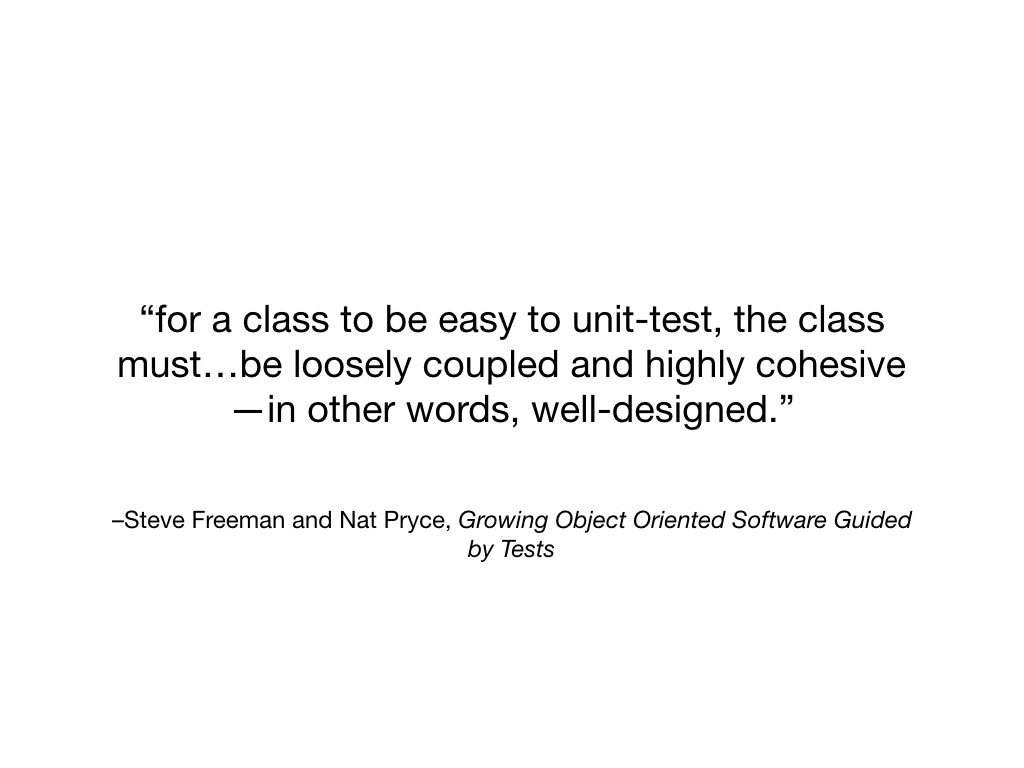 “for a class to be easy to unit-test, the class
must…be loosely coupled and highly cohesive
—in other words, well-designed.”
–Steve Freeman and Nat Pryce, Growing Object Oriented Software Guided
by Tests